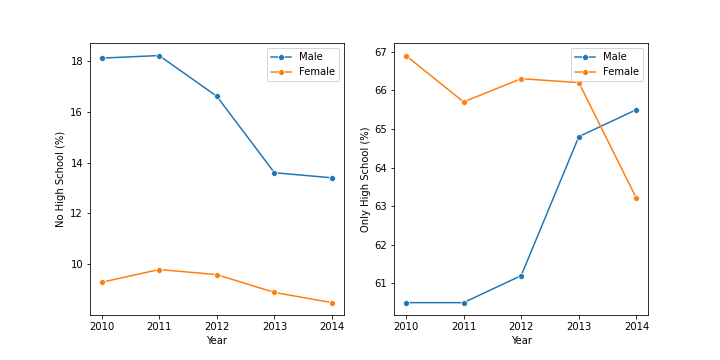 No High School (%)
18
16
14
12
10
2010 2011 2012 2013 2014
Year
Male
Female
Only High School (%)
67
66
65
64
63
62
61
2010 2011 2012 2013 2014
Year
Male
Female